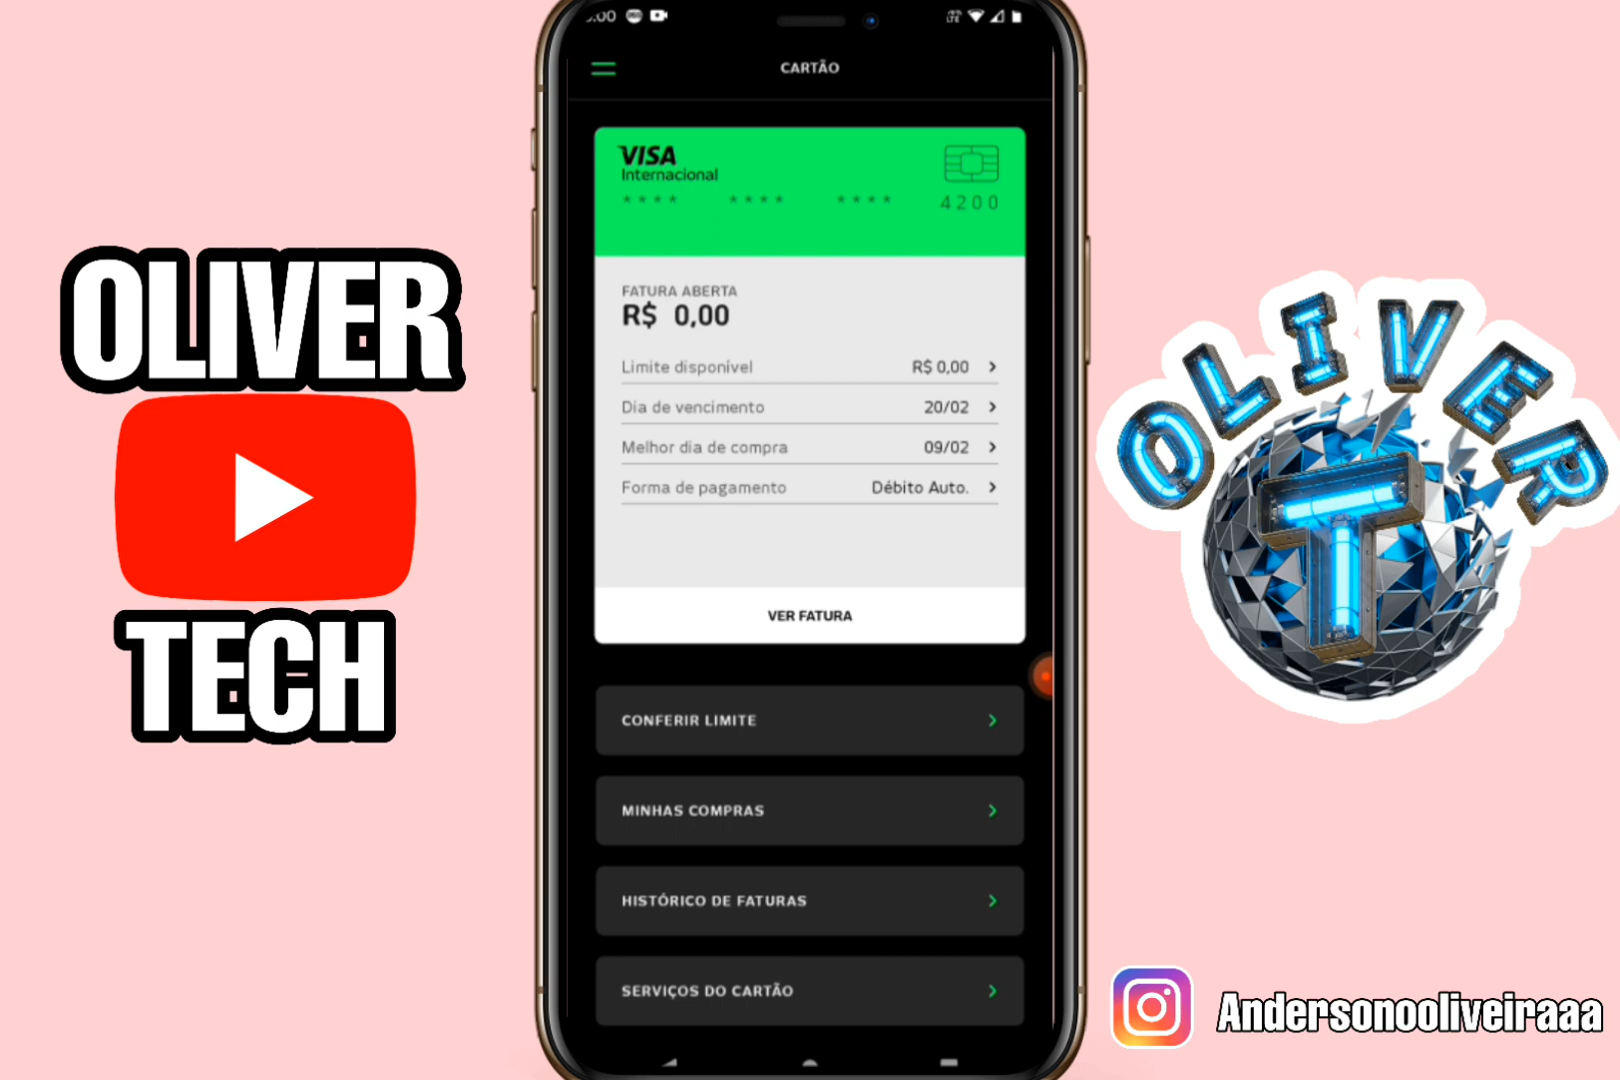 :00
CARTÃO
VISA
Internacional
**** **** **** 4200
FATURA ABERTA
R$ 0,00
Limite disponível R$ 0,00 >
Dia de vencimento 20/02 >
Melhor dia de compra 09/02 >
Forma de pagamento Débito Auto. >
VER FATURA
CONFERIR LIMITE >
MINHAS COMPRAS >
HISTÓRICO DE FATURAS >
SERVIÇOS DO CARTÃO >
OLIVER
TECH
OLIVER
T
Andersonooliveiraaa